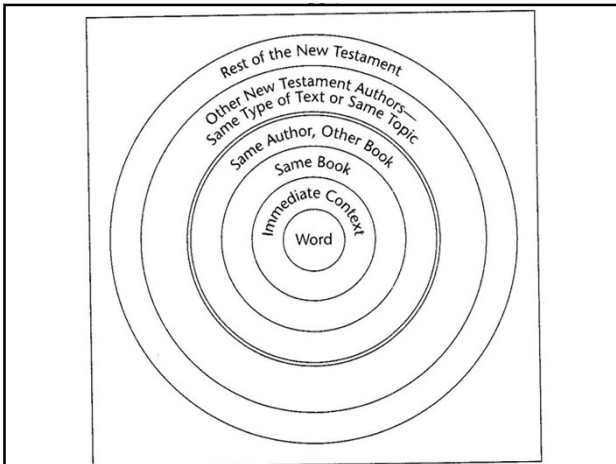 Rest of the New Testament
Other New Testament Authors—
Same Type of Text or Same Topic
Same Author, Other Book
Same Book
Immediate Context
Word